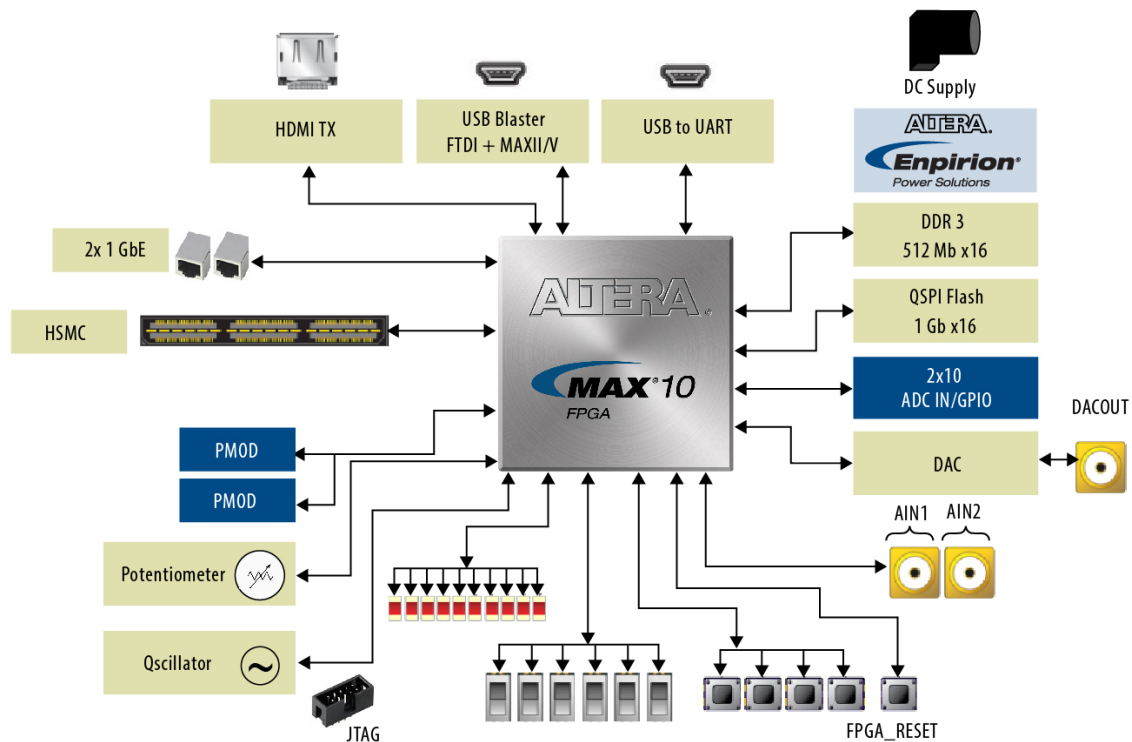 DC Supply
HDMI TX
USB Blaster
FTDI + MAXII/V
USB to UART
ALTERA®
Enpirion®
Power Solutions
2x 1 GbE
DDR 3
512 Mb x16
HSMC
ALTERA®
MAX® 10
FPGA
QSPI Flash
1 Gb x16
2x10
ADC IN/GPIO
DACOUT
PMOD
DAC
PMOD
AIN1
AIN2
Potentiometer
Qscillator
JTAG
FPGA_RESET